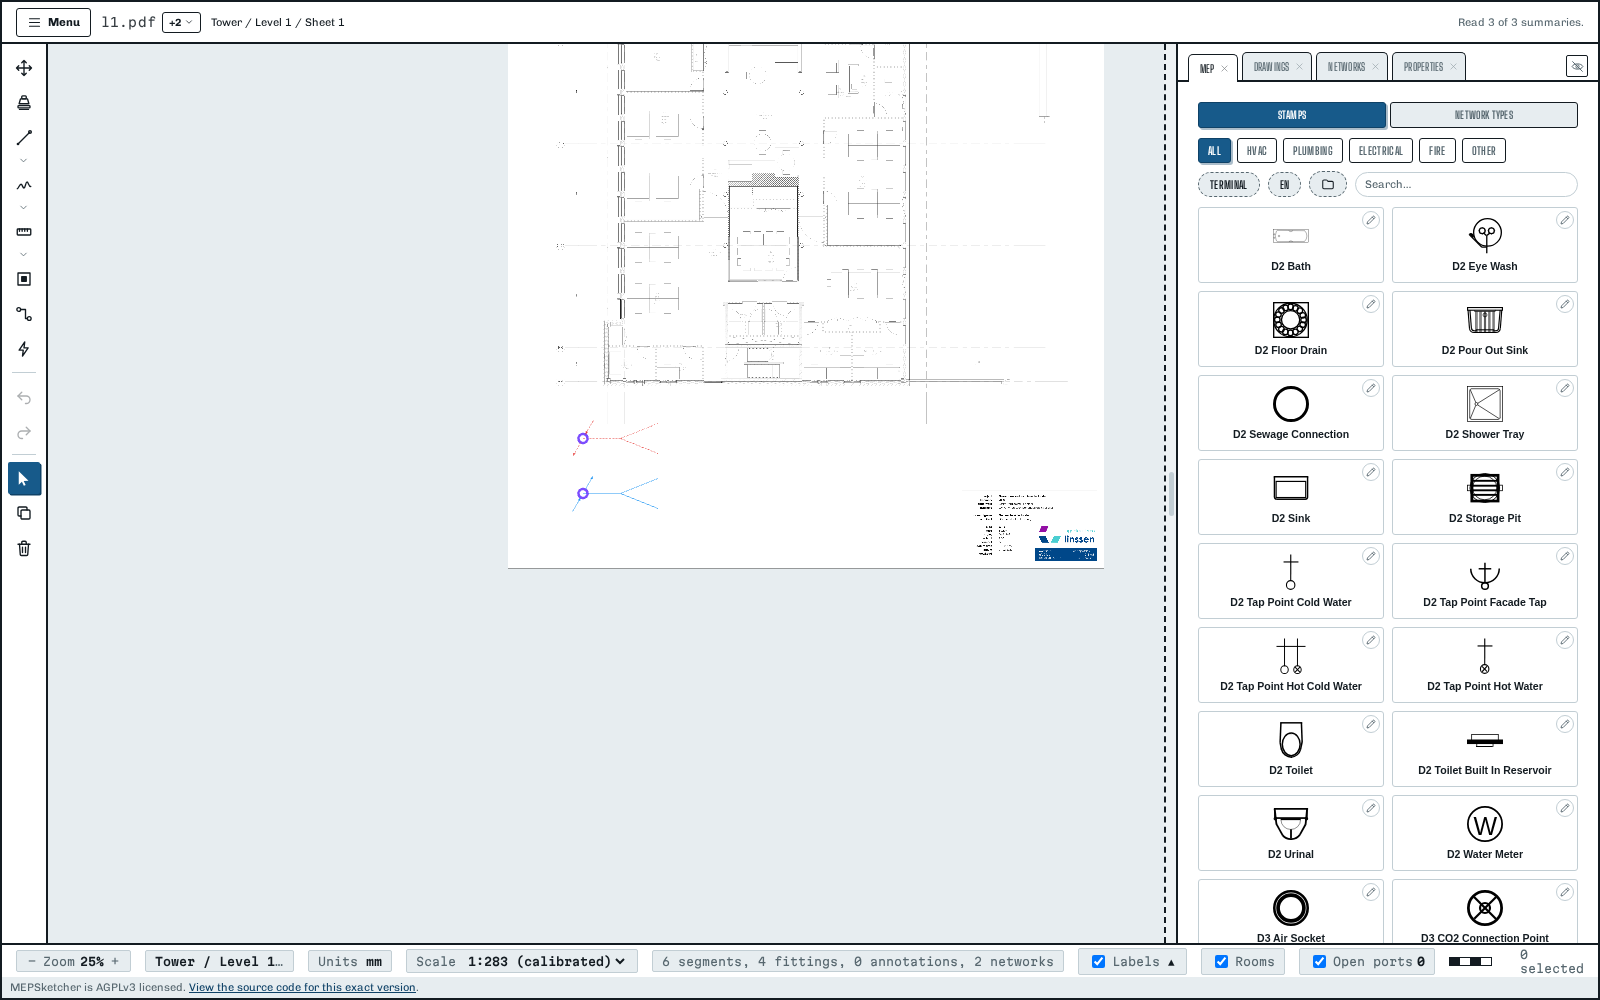 Menu
l1.pdf
+2
Tower / Level 1 / Sheet 1
Read 3 of 3 summaries.
MEP
DRAWINGS
NETWORKS
PROPERTIES
STAMPS
NETWORK TYPES
ALL
HVAC
PLUMBING
ELECTRICAL
FIRE
OTHER
TERMINAL
EN
Search...
D2 Bath
D2 Eye Wash
D2 Floor Drain
D2 Pour Out Sink
D2 Sewage Connection
D2 Shower Tray
D2 Sink
D2 Storage Pit
D2 Tap Point Cold Water
D2 Tap Point Facade Tap
D2 Tap Point Hot Cold Water
D2 Tap Point Hot Water
D2 Toilet
D2 Toilet Built In Reservoir
D2 Urinal
W
D2 Water Meter
D3 Air Socket
D3 CO2 Connection Point
linssen
− Zoom 25% +
Tower / Level 1…
Units mm
Scale 1:283 (calibrated)
6 segments, 4 fittings, 0 annotations, 2 networks
Labels ▲
Rooms
Open ports 0
0 selected
MEPSketcher is AGPLv3 licensed. View the source code for this exact version.